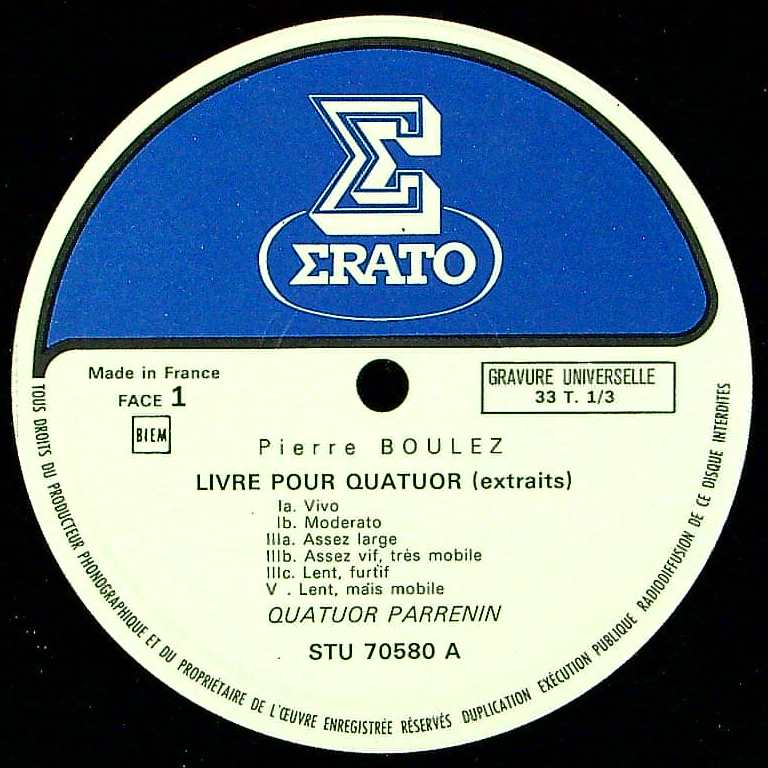 ΣRATO
Made in France
FACE 1
BIEM
GRAVURE UNIVERSELLE
33 T. 1/3
Pierre BOULEZ
LIVRE POUR QUATUOR (extraits)
Ia. Vivo
Ib. Moderato
IIIa. Assez large
IIIb. Assez vif, très mobile
IIIc. Lent, furtif
V . Lent, mais mobile
QUATUOR PARRENIN
STU 70580 A
TOUS DROITS DU PRODUCTEUR PHONOGRAPHIQUE ET DU PROPRIÉTAIRE DE L'ŒUVRE ENREGISTRÉE RÉSERVÉS DUPLICATION EXÉCUTION PUBLIQUE RADIODIFFUSION DE CE DISQUE INTERDITES